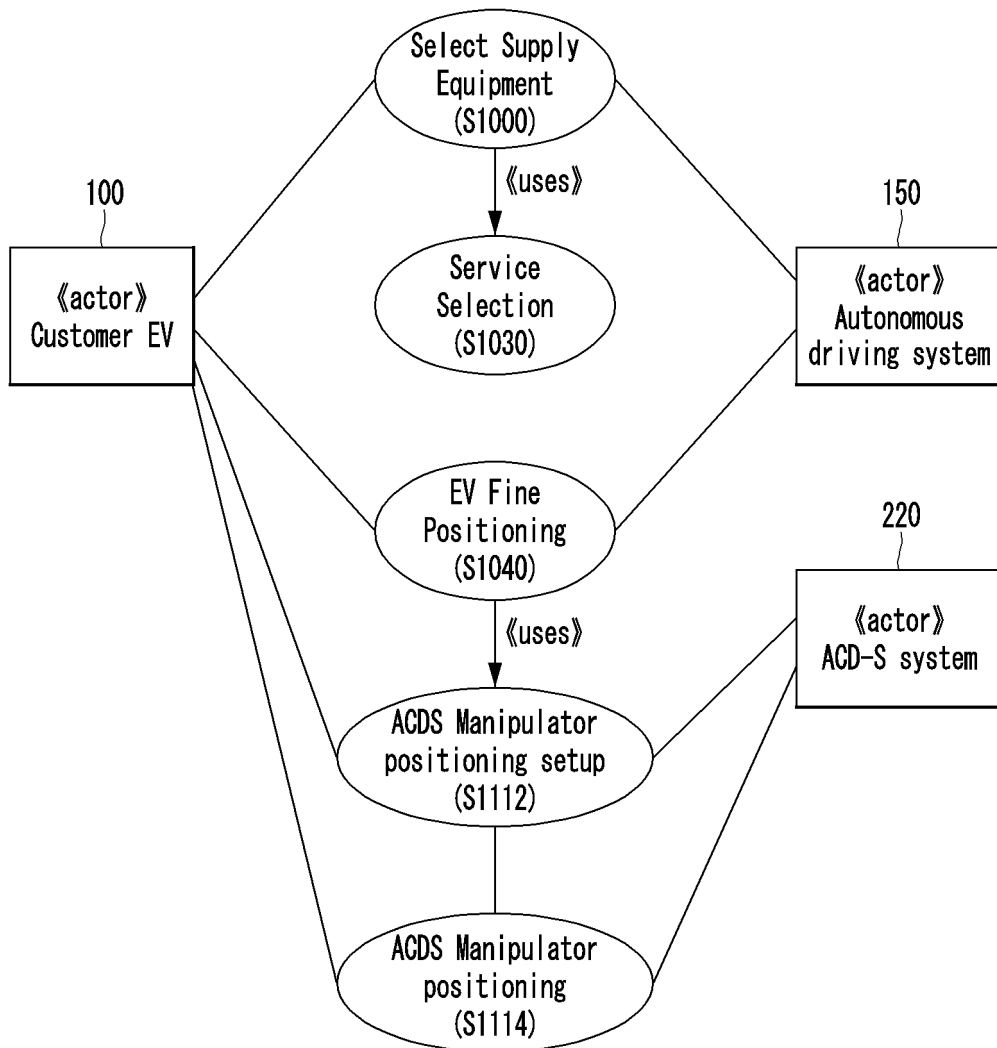 Select Supply
Equipment
(S1000)
《uses》
100
150
《actor》
Customer EV
Service
Selection
(S1030)
《actor》
Autonomous
driving system
EV Fine
Positioning
(S1040)
220
《uses》
《actor》
ACD-S system
ACDS Manipulator
positioning setup
(S1112)
ACDS Manipulator
positioning
(S1114)